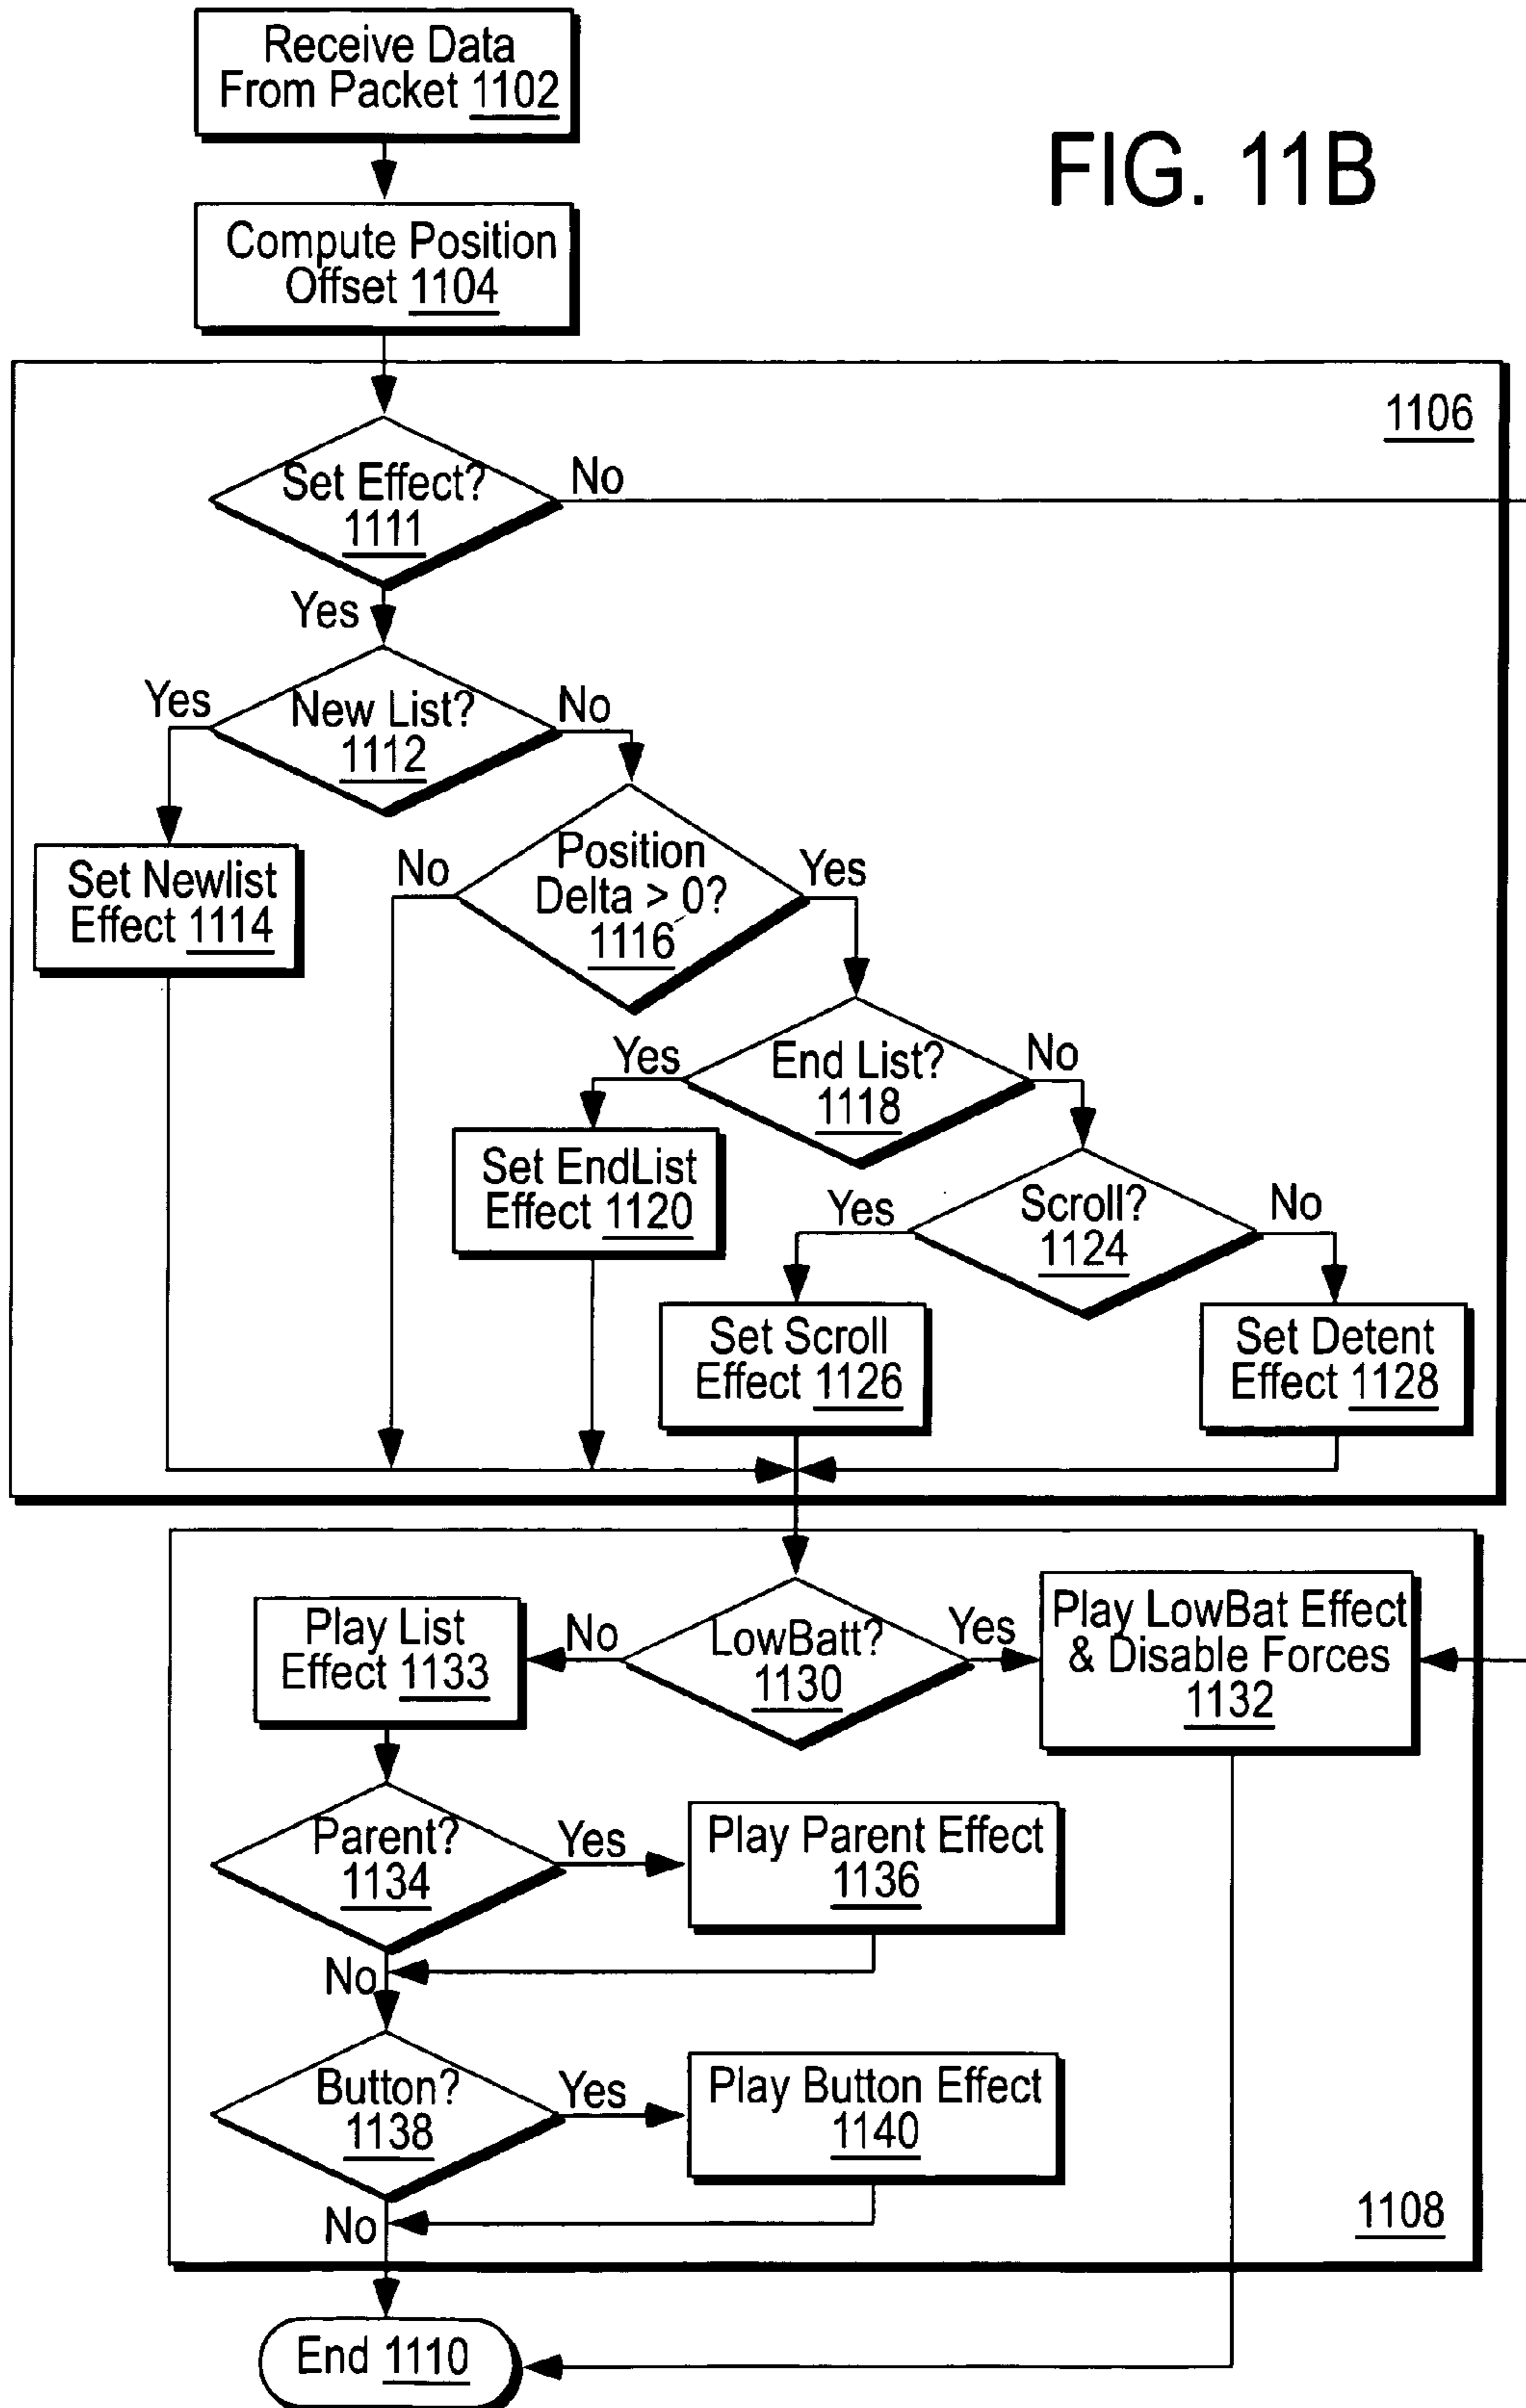 Receive Data
From Packet 1102
FIG. 11B
Compute Position
Offset 1104
1106
Set Effect?
1111
No
Yes
New List?
1112
Yes
No
Position
Delta > 0?
1116
No
Yes
Set Newlist
Effect 1114
End List?
1118
Yes
No
Set EndList
Effect 1120
Scroll?
1124
Yes
No
Set Scroll
Effect 1126
Set Detent
Effect 1128
Play List
Effect 1133
No
LowBatt?
1130
Yes
Play LowBat Effect
& Disable Forces
1132
Parent?
1134
Yes
Play Parent Effect
1136
No
Button?
1138
Yes
Play Button Effect
1140
No
1108
End 1110